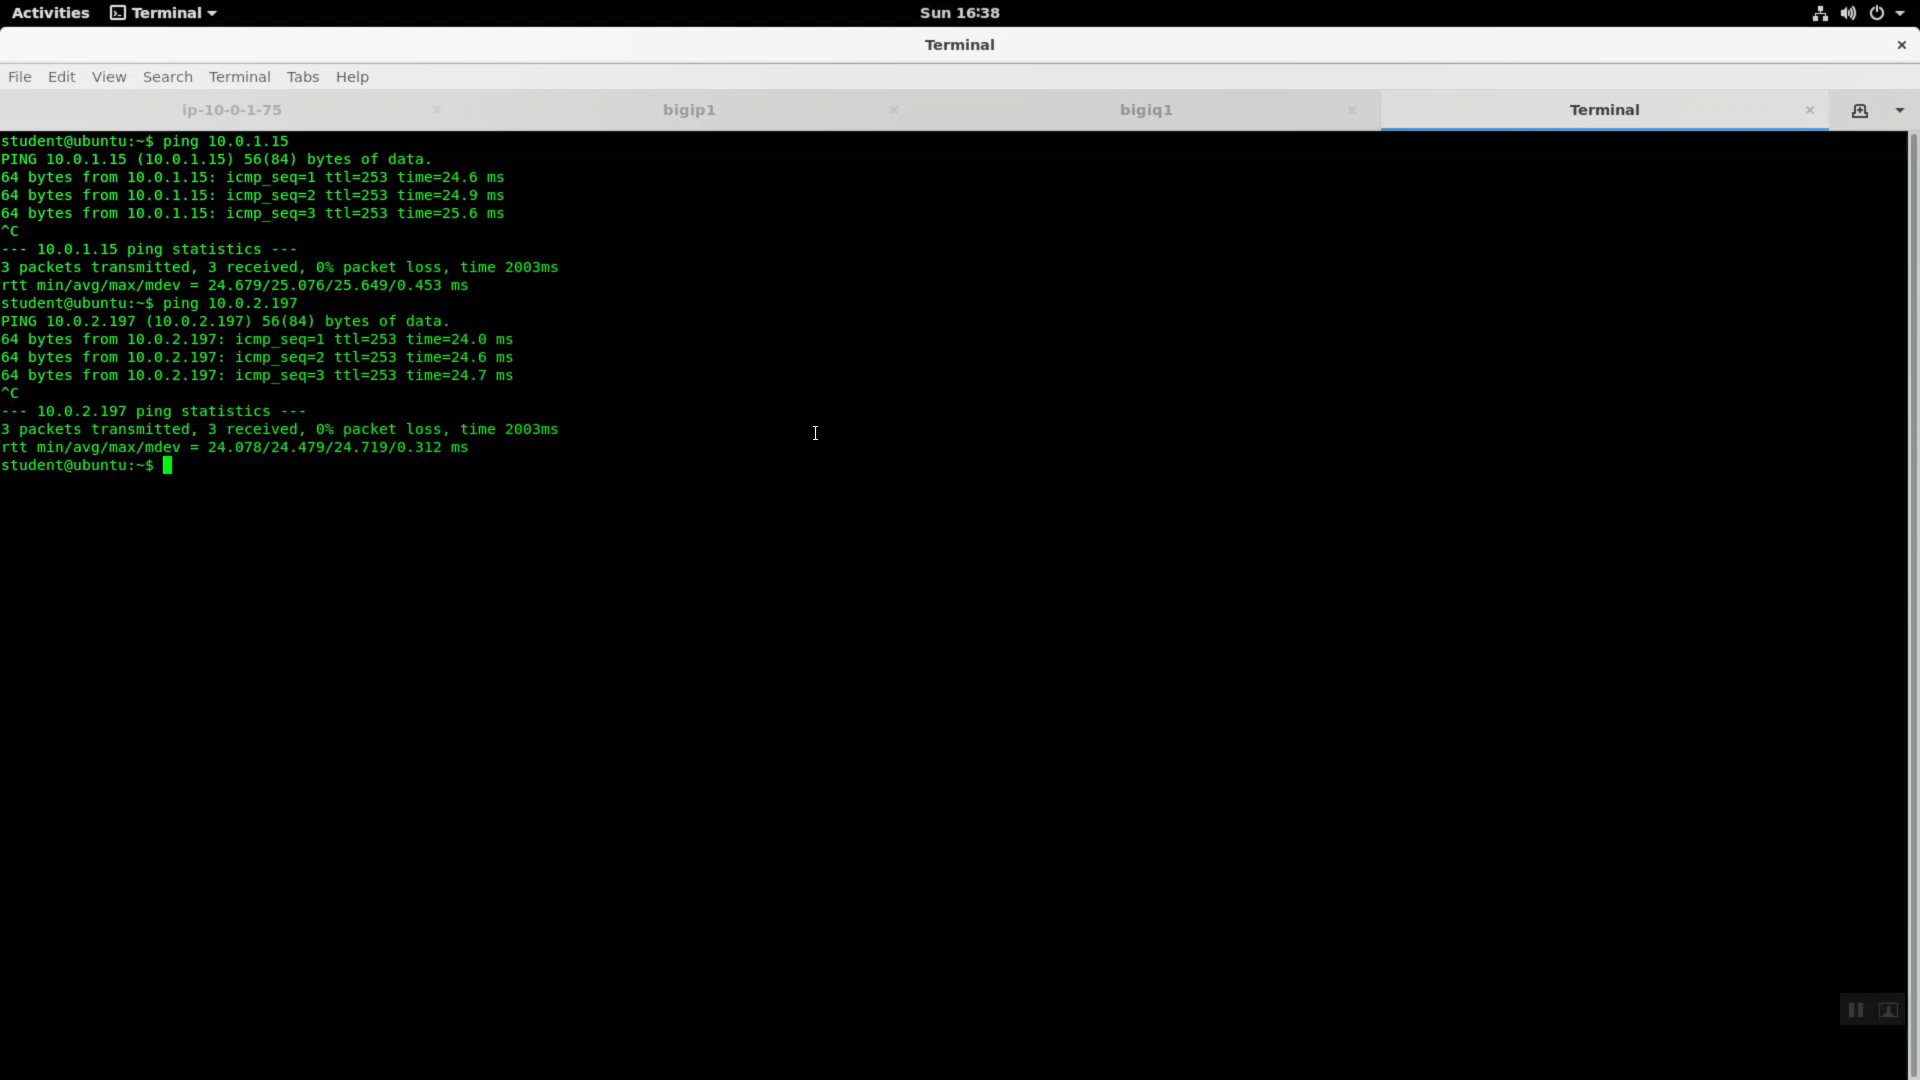 Activities Terminal Sun 16:38
Terminal
File Edit View Search Terminal Tabs Help
ip-10-0-1-75 bigip1 bigiq1 Terminal
student@ubuntu:~$ ping 10.0.1.15
PING 10.0.1.15 (10.0.1.15) 56(84) bytes of data.
64 bytes from 10.0.1.15: icmp_seq=1 ttl=253 time=24.6 ms
64 bytes from 10.0.1.15: icmp_seq=2 ttl=253 time=24.9 ms
64 bytes from 10.0.1.15: icmp_seq=3 ttl=253 time=25.6 ms
^C
--- 10.0.1.15 ping statistics ---
3 packets transmitted, 3 received, 0% packet loss, time 2003ms
rtt min/avg/max/mdev = 24.679/25.076/25.649/0.453 ms
student@ubuntu:~$ ping 10.0.2.197
PING 10.0.2.197 (10.0.2.197) 56(84) bytes of data.
64 bytes from 10.0.2.197: icmp_seq=1 ttl=253 time=24.0 ms
64 bytes from 10.0.2.197: icmp_seq=2 ttl=253 time=24.6 ms
64 bytes from 10.0.2.197: icmp_seq=3 ttl=253 time=24.7 ms
^C
--- 10.0.2.197 ping statistics ---
3 packets transmitted, 3 received, 0% packet loss, time 2003ms
rtt min/avg/max/mdev = 24.078/24.479/24.719/0.312 ms
student@ubuntu:~$